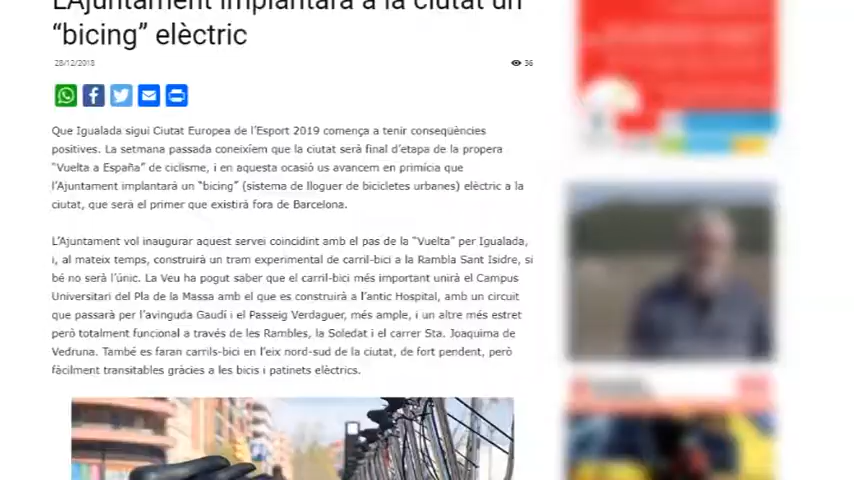 L'Ajuntament implantarà a la ciutat un
“bicing” elèctric
28/12/2018
36
Que Igualada sigui Ciutat Europea de l'Esport 2019 comença a tenir conseqüències
positives. La setmana passada coneixíem que la ciutat serà final d'etapa de la propera
“Vuelta a España” de ciclisme, i en aquesta ocasió us avancem en primícia que
l'Ajuntament implantarà un “bicing” (sistema de lloguer de bicicletes urbanes) elèctric a la
ciutat, que serà el primer que existirà fora de Barcelona.
L'Ajuntament vol inaugurar aquest servei coincidint amb el pas de la “Vuelta” per Igualada,
i, al mateix temps, construirà un tram experimental de carril-bici a la Rambla Sant Isidre, si
bé no serà l'únic. La Veu ha pogut saber que el carril-bici més important unirà el Campus
Universitari del Pla de la Massa amb el que es construirà a l'antic Hospital, amb un circuit
que passarà per l'avinguda Gaudí i el Passeig Verdaguer, més ample, i un altre més estret
però totalment funcional a través de les Rambles, la Soledat i el carrer Sta. Joaquima de
Vedruna. També es faran carrils-bici en l'eix nord-sud de la ciutat, de fort pendent, però
fàcilment transitables gràcies a les bicis i patinets elèctrics.